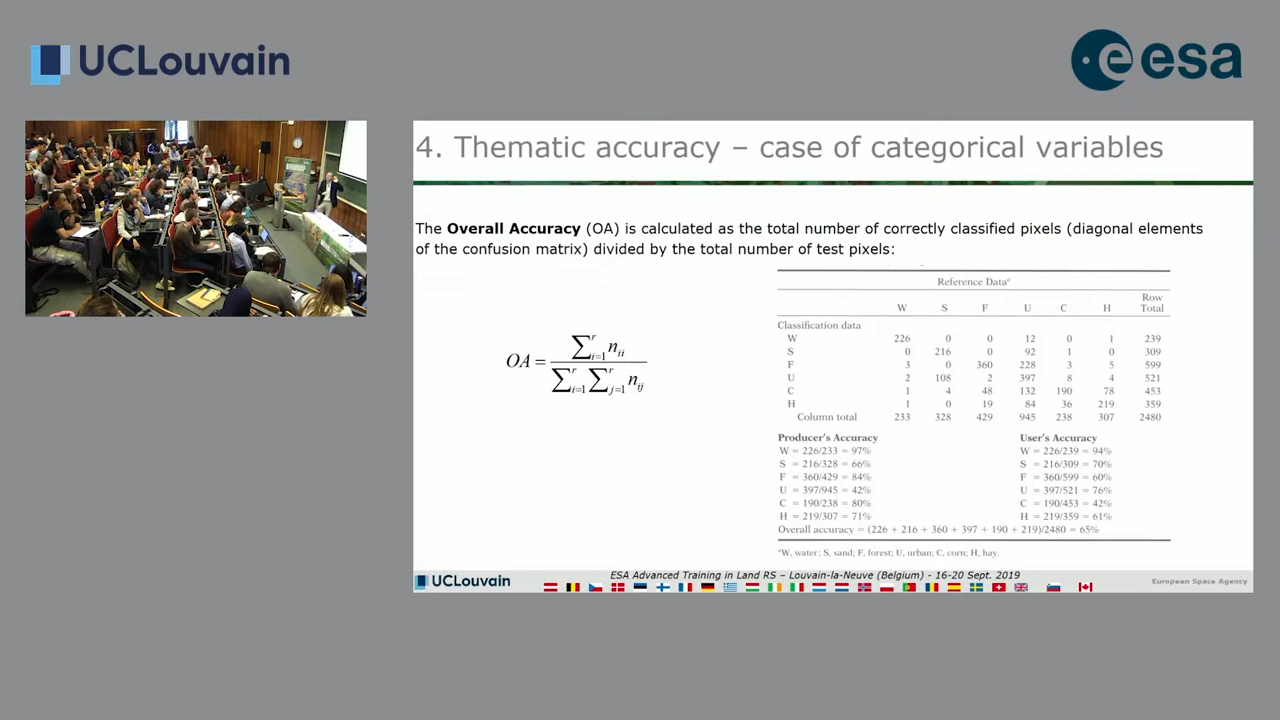 UCLouvain
esa
4. Thematic accuracy – case of categorical variables
The Overall Accuracy (OA) is calculated as the total number of correctly classified pixels (diagonal elements
of the confusion matrix) divided by the total number of test pixels:
OA = ∑ᵢ₌₁ʳ nᵢᵢ / ∑ᵢ₌₁ʳ ∑ⱼ₌₁ʳ nᵢⱼ
Reference Dataᵃ
W S F U C H Row Total
Classification data
W 226 0 0 12 0 1 239
S 0 216 0 92 1 0 309
F 3 0 360 228 3 5 599
U 2 108 2 397 8 4 521
C 1 4 48 132 190 78 453
H 1 0 19 84 36 219 359
Column total 233 328 429 945 238 307 2480
Producer's Accuracy User's Accuracy
W = 226/233 = 97% W = 226/239 = 94%
S = 216/328 = 66% S = 216/309 = 70%
F = 360/429 = 84% F = 360/599 = 60%
U = 397/945 = 42% U = 397/521 = 76%
C = 190/238 = 80% C = 190/453 = 42%
H = 219/307 = 71% H = 219/359 = 61%
Overall accuracy = (226 + 216 + 360 + 397 + 190 + 219)/2480 = 65%
ᵃW, water; S, sand; F, forest; U, urban; C, corn; H, hay.
UCLouvain
ESA Advanced Training in Land RS – Louvain-la-Neuve (Belgium) - 16-20 Sept. 2019
European Space Agency